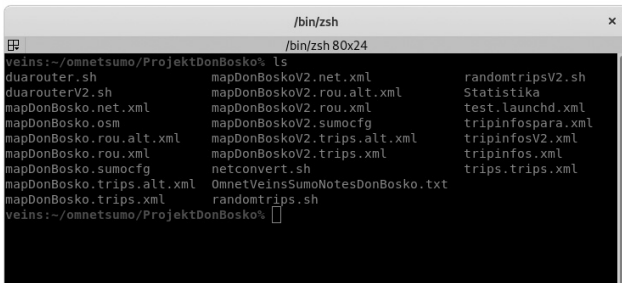 /bin/zsh
/bin/zsh 80x24
veins:~/omnetsumo/ProjektDonBosko% ls
duarouter.sh mapDonBoskoV2.net.xml randomtripsV2.sh
duarouterV2.sh mapDonBoskoV2.rou.alt.xml Statistika
mapDonBosko.net.xml mapDonBoskoV2.rou.xml test.launchd.xml
mapDonBosko.osm mapDonBoskoV2.sumocfg tripinfospara.xml
mapDonBosko.rou.alt.xml mapDonBoskoV2.trips.alt.xml tripinfosV2.xml
mapDonBosko.rou.xml mapDonBoskoV2.trips.xml tripinfos.xml
mapDonBosko.sumocfg netconvert.sh trips.trips.xml
mapDonBosko.trips.alt.xml OmnetVeinsSumoNotesDonBosko.txt
mapDonBosko.trips.xml randomtrips.sh
veins:~/omnetsumo/ProjektDonBosko%